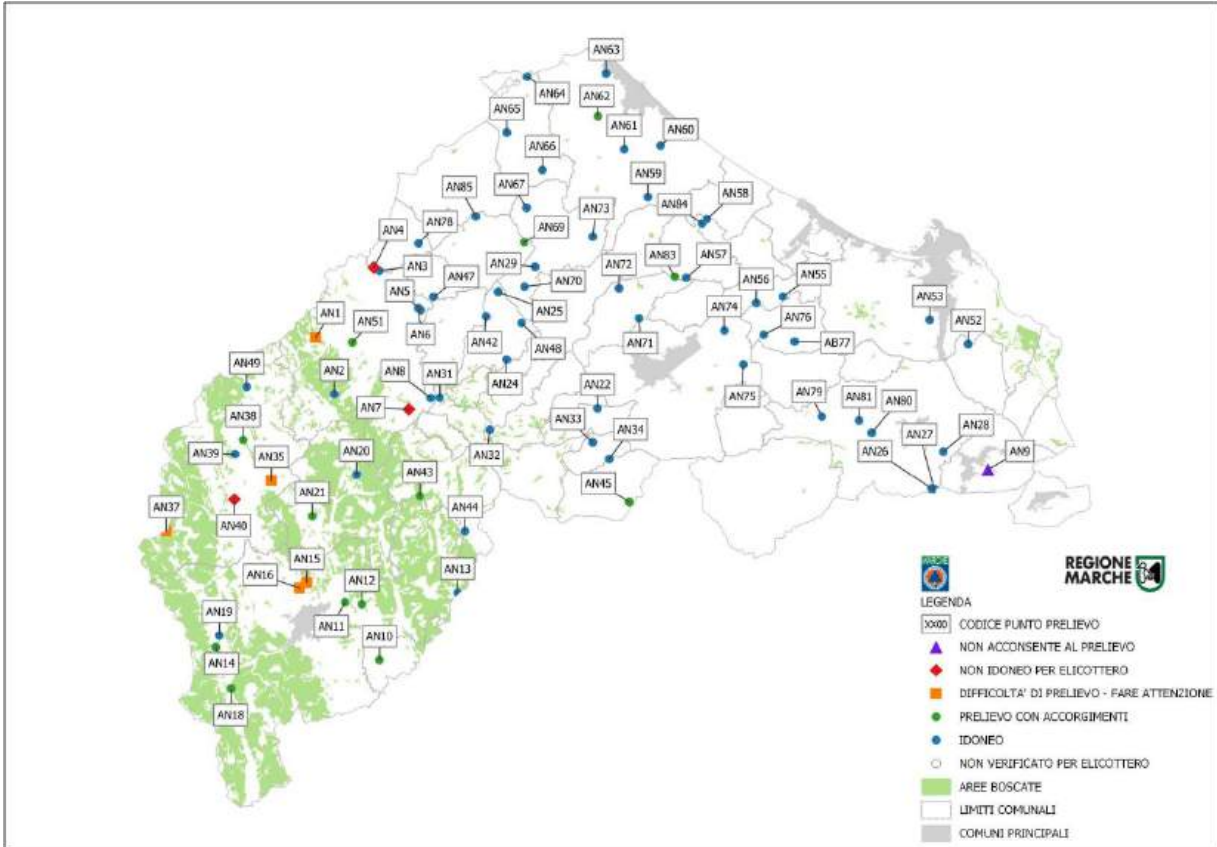 AN63
AN64
AN62
AN65
AN61
AN60
AN66
AN59
AN67
AN58
AN85
AN84
AN73
AN4
AN78
AN69
AN3
AN29
AN72
AN83
AN57
AN47
AN70
AN56
AN55
AN5
AN53
AN1
AN51
AN6
AN25
AN74
AN76
AN52
AN42
AN48
AN71
AB77
AN49
AN2
AN8
AN31
AN24
AN22
AN75
AN7
AN79
AN81
AN80
AN38
AN33
AN34
AN27
AN28
AN39
AN35
AN20
AN32
AN26
AN9
AN43
AN45
AN37
AN40
AN21
AN44
AN15
AN16
AN12
AN13
AN19
AN11
AN10
AN14
AN18
MARCHE
REGIONE
MARCHE
LEGENDA
XX00 CODICE PUNTO PRELIEVO
NON ACCONSENTE AL PRELIEVO
NON IDONEO PER ELICOTTERO
DIFFICOLTA' DI PRELIEVO - FARE ATTENZIONE
PRELIEVO CON ACCORGIMENTI
IDONEO
NON VERIFICATO PER ELICOTTERO
AREE BOSCATE
LIMITI COMUNALI
COMUNI PRINCIPALI